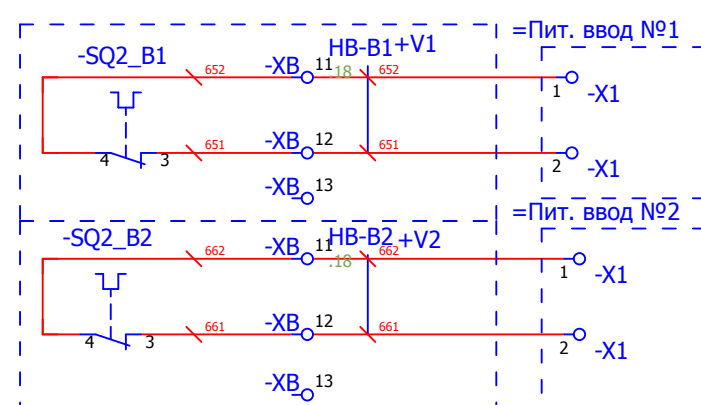 =Пит. ввод №1
-SQ2_B1
652
-XB
11
HB-B1
+V1
.18
652
1
-X1
4
3
651
-XB
12
651
2
-X1
-XB
13
=Пит. ввод №2
-SQ2_B2
662
-XB
11
HB-B2
+V2
.18
662
1
-X1
4
3
661
-XB
12
661
2
-X1
-XB
13